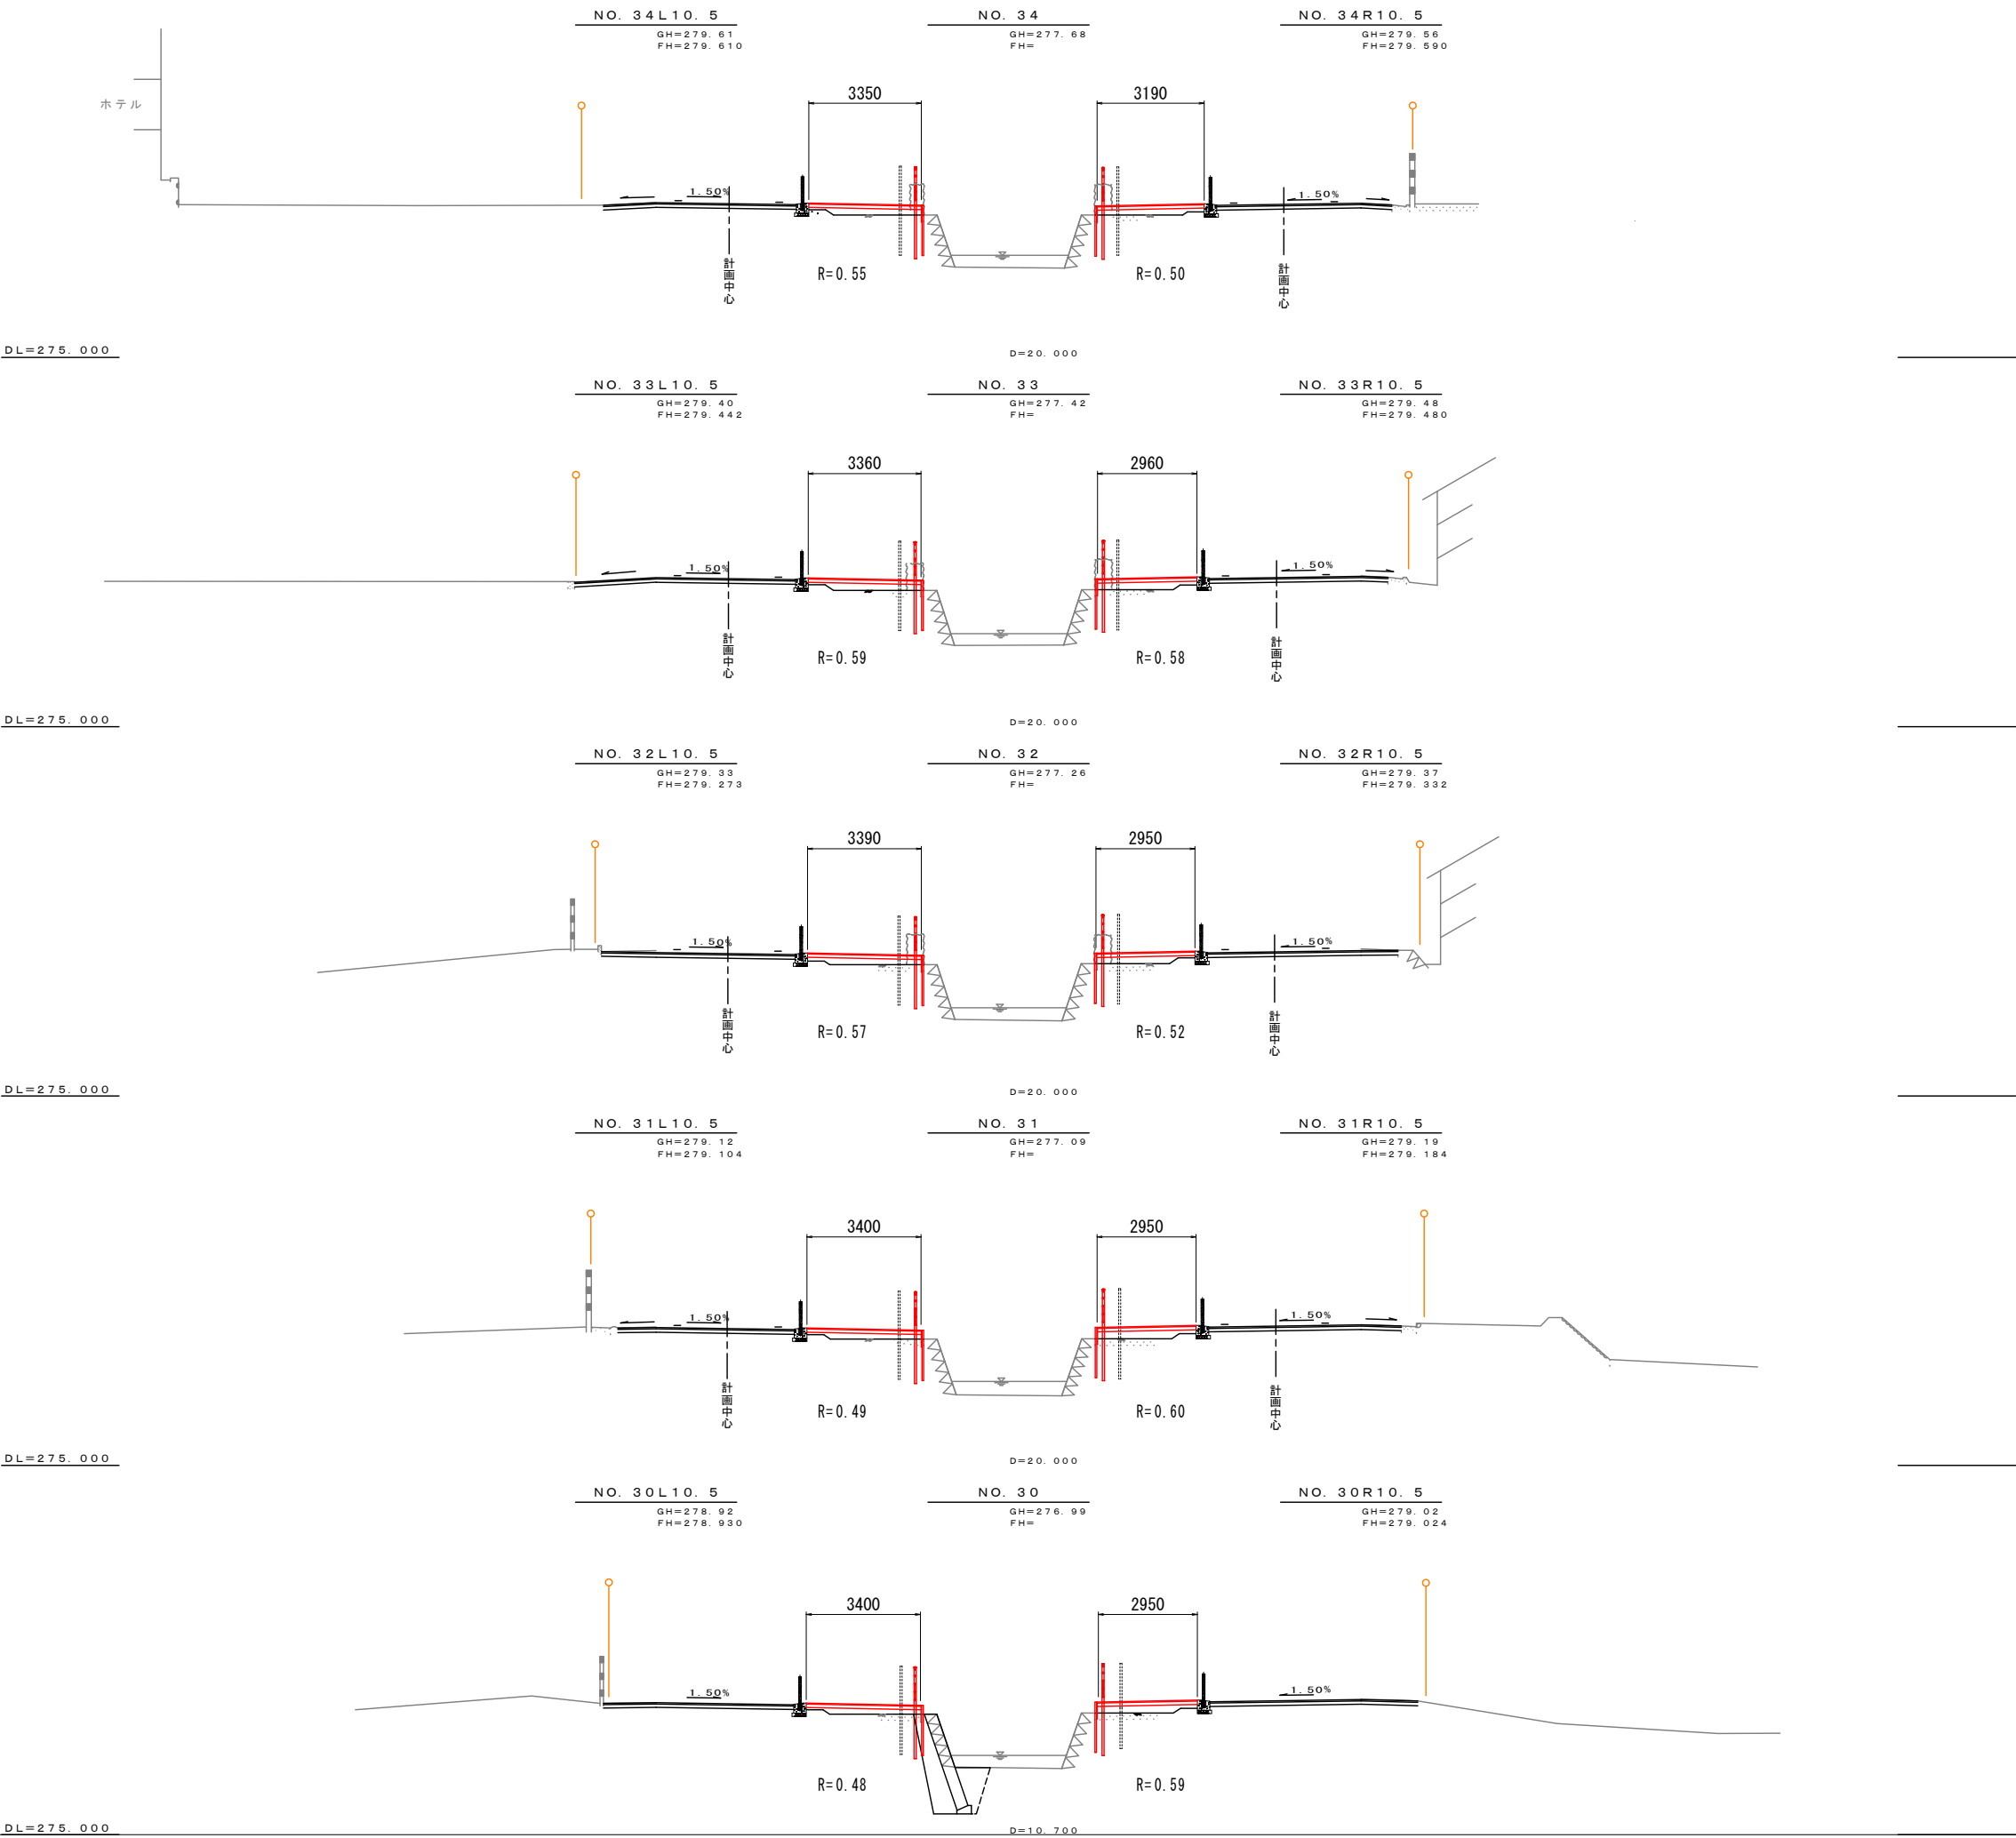 NO. 34L10. 5
GH=279. 61
FH=279. 610
NO. 34
GH=277. 68
FH=
NO. 34R10. 5
GH=279. 56
FH=279. 590
ホテル
3350
3190
1. 50%
1. 50%
計画中心
計画中心
R=0. 55
R=0. 50
DL=275. 000
D=20. 000
NO. 33L10. 5
GH=279. 40
FH=279. 442
NO. 33
GH=277. 42
FH=
NO. 33R10. 5
GH=279. 48
FH=279. 480
3360
2960
1. 50%
1. 50%
計画中心
計画中心
R=0. 59
R=0. 58
DL=275. 000
D=20. 000
NO. 32L10. 5
GH=279. 33
FH=279. 273
NO. 32
GH=277. 26
FH=
NO. 32R10. 5
GH=279. 37
FH=279. 332
3390
2950
1. 50%
1. 50%
計画中心
計画中心
R=0. 57
R=0. 52
DL=275. 000
D=20. 000
NO. 31L10. 5
GH=279. 12
FH=279. 104
NO. 31
GH=277. 09
FH=
NO. 31R10. 5
GH=279. 19
FH=279. 184
3400
2950
1. 50%
1. 50%
計画中心
計画中心
R=0. 49
R=0. 60
DL=275. 000
D=20. 000
NO. 30L10. 5
GH=278. 92
FH=278. 930
NO. 30
GH=276. 99
FH=
NO. 30R10. 5
GH=279. 02
FH=279. 024
3400
2950
1. 50%
1. 50%
R=0. 48
R=0. 59
DL=275. 000
D=10. 700